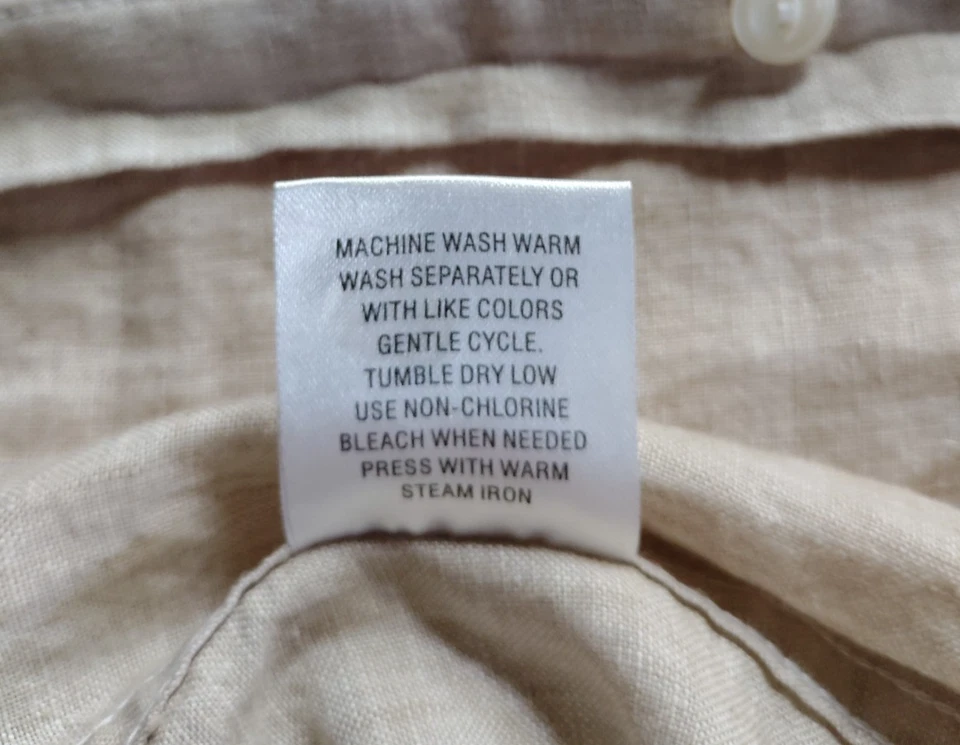 MACHINE WASH WARM
WASH SEPARATELY OR
WITH LIKE COLORS
GENTLE CYCLE.
TUMBLE DRY LOW
USE NON-CHLORINE
BLEACH WHEN NEEDED
PRESS WITH WARM
STEAM IRON